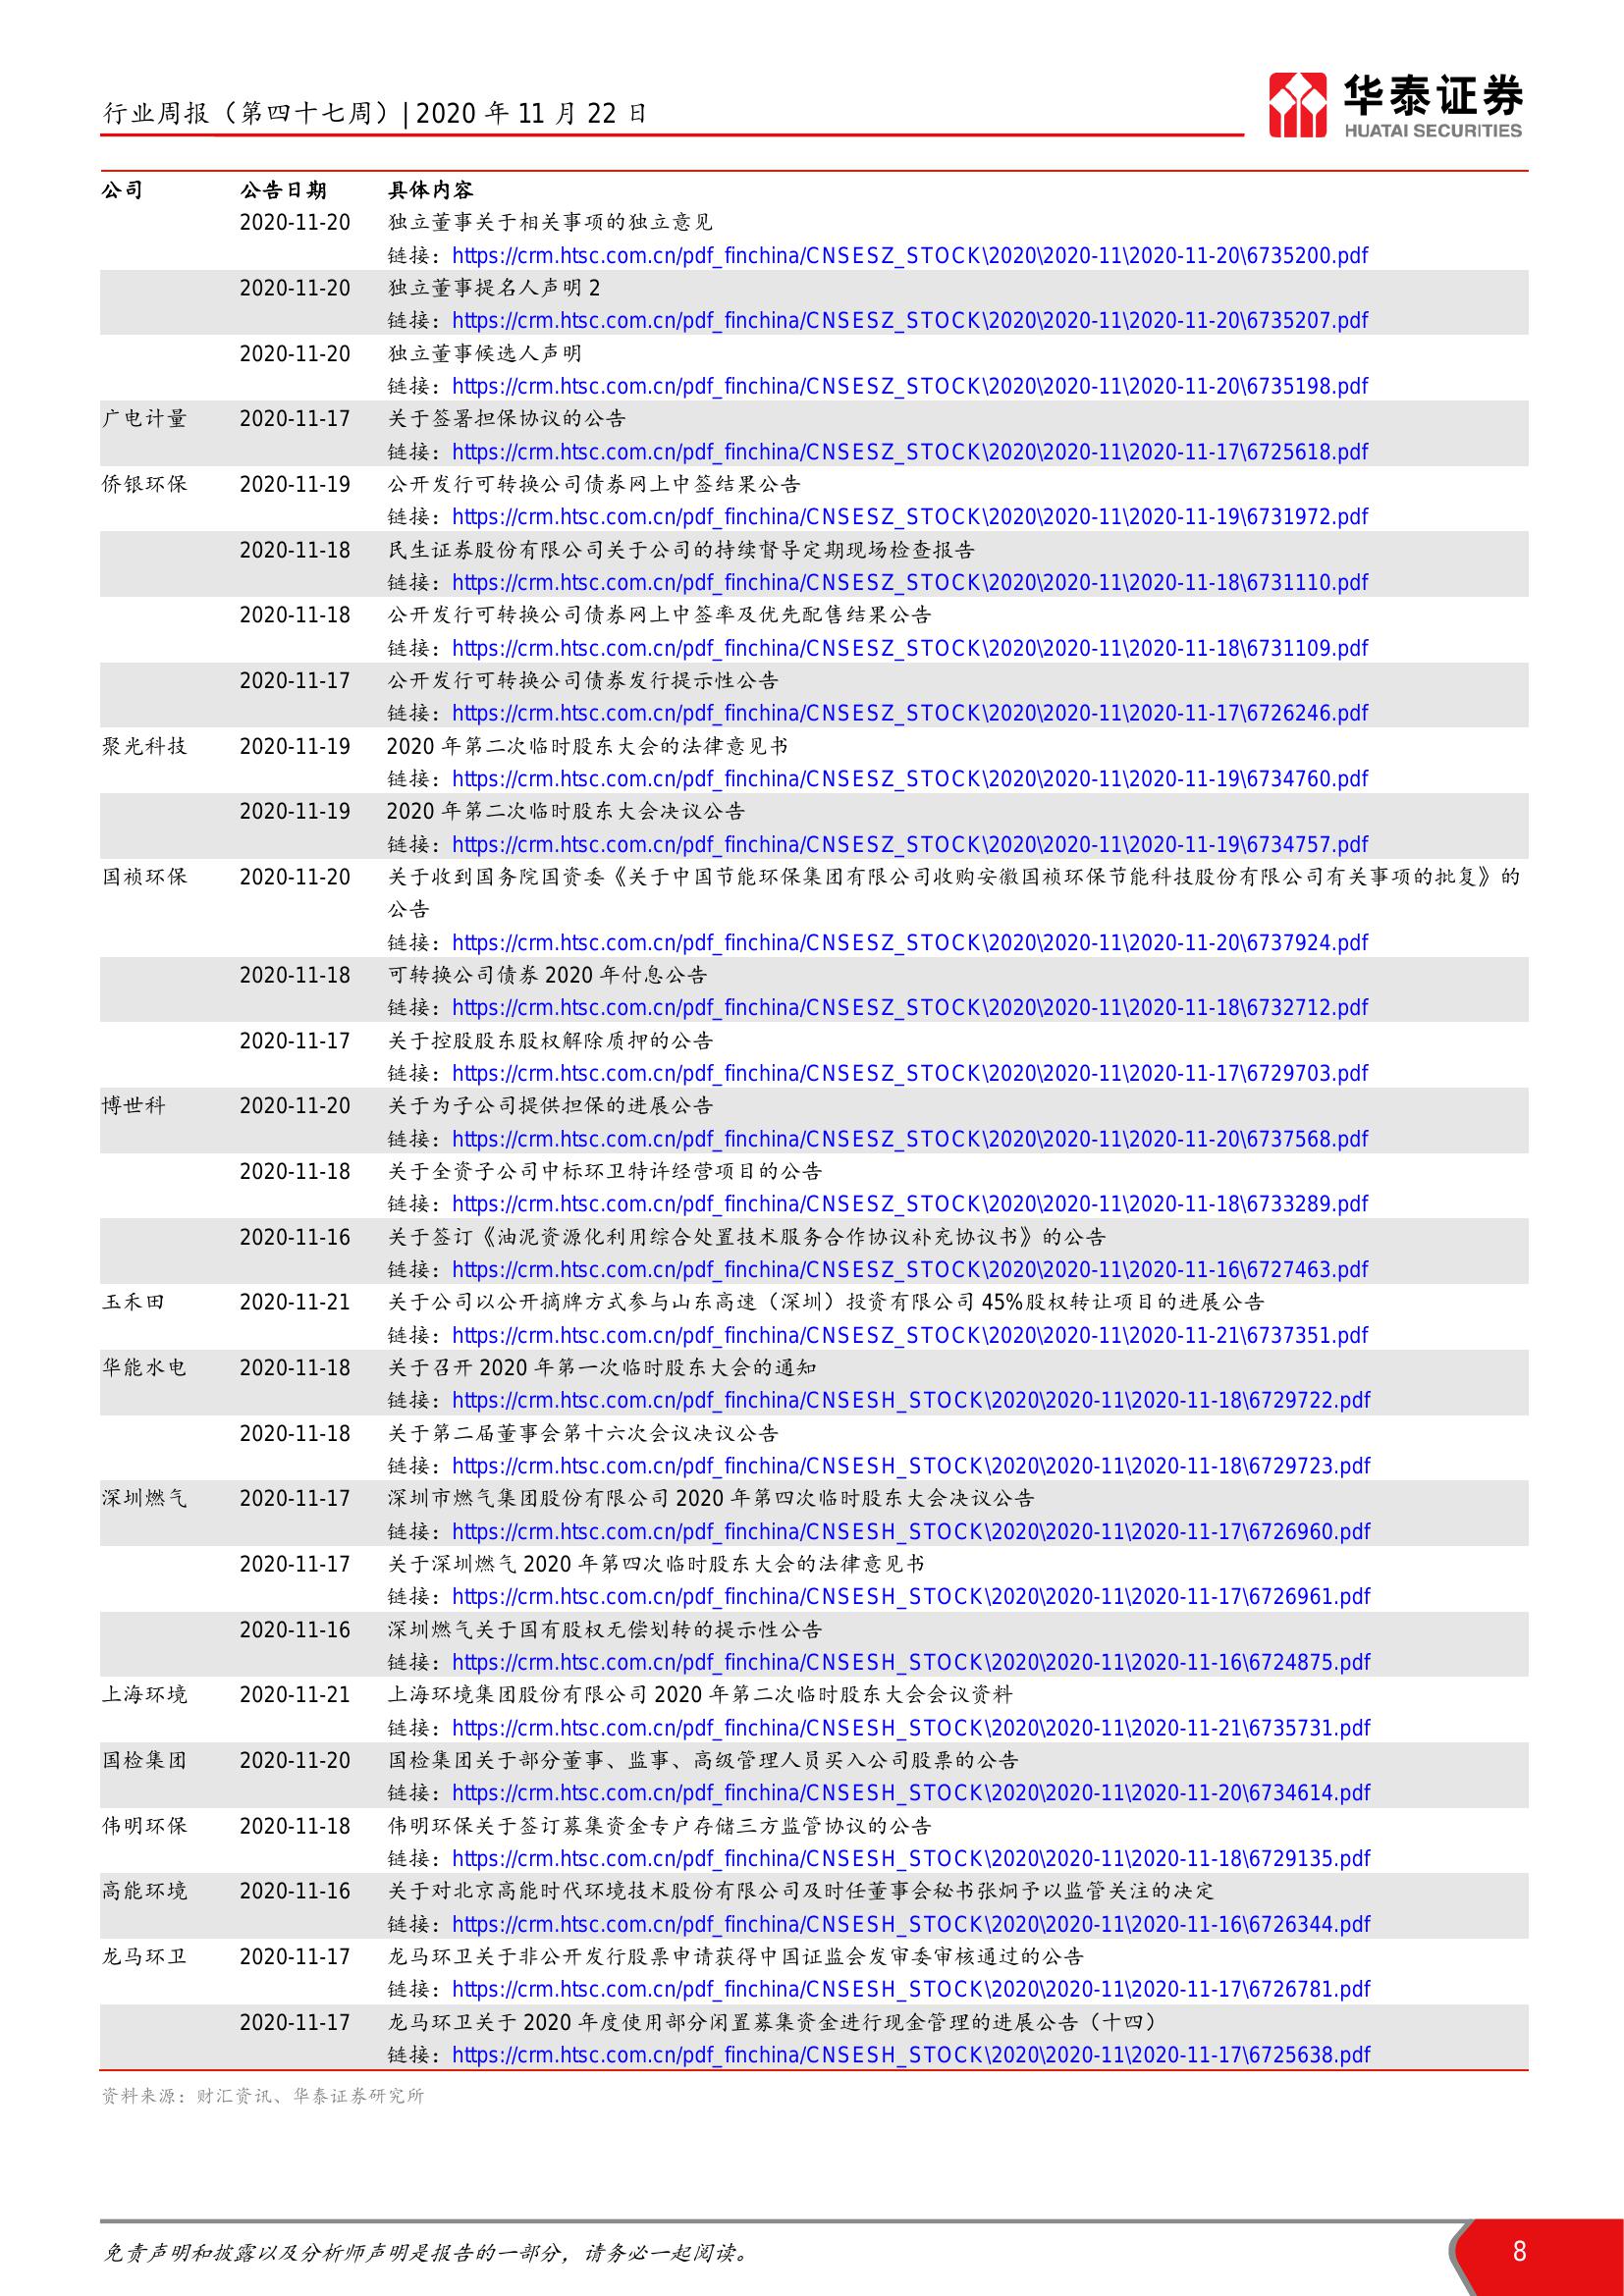 行业周报（第四十七周）| 2020 年 11 月 22 日
华泰证券
HUATAI SECURITIES
公司 公告日期 具体内容
2020-11-20 独立董事关于相关事项的独立意见
链接：https://crm.htsc.com.cn/pdf_finchina/CNSESZ_STOCK\2020\2020-11\2020-11-20\6735200.pdf
2020-11-20 独立董事提名人声明 2
链接：https://crm.htsc.com.cn/pdf_finchina/CNSESZ_STOCK\2020\2020-11\2020-11-20\6735207.pdf
2020-11-20 独立董事候选人声明
链接：https://crm.htsc.com.cn/pdf_finchina/CNSESZ_STOCK\2020\2020-11\2020-11-20\6735198.pdf
广电计量 2020-11-17 关于签署担保协议的公告
链接：https://crm.htsc.com.cn/pdf_finchina/CNSESZ_STOCK\2020\2020-11\2020-11-17\6725618.pdf
侨银环保 2020-11-19 公开发行可转换公司债券网上中签结果公告
链接：https://crm.htsc.com.cn/pdf_finchina/CNSESZ_STOCK\2020\2020-11\2020-11-19\6731972.pdf
2020-11-18 民生证券股份有限公司关于公司的持续督导定期现场检查报告
链接：https://crm.htsc.com.cn/pdf_finchina/CNSESZ_STOCK\2020\2020-11\2020-11-18\6731110.pdf
2020-11-18 公开发行可转换公司债券网上中签率及优先配售结果公告
链接：https://crm.htsc.com.cn/pdf_finchina/CNSESZ_STOCK\2020\2020-11\2020-11-18\6731109.pdf
2020-11-17 公开发行可转换公司债券发行提示性公告
链接：https://crm.htsc.com.cn/pdf_finchina/CNSESZ_STOCK\2020\2020-11\2020-11-17\6726246.pdf
聚光科技 2020-11-19 2020 年第二次临时股东大会的法律意见书
链接：https://crm.htsc.com.cn/pdf_finchina/CNSESZ_STOCK\2020\2020-11\2020-11-19\6734760.pdf
2020-11-19 2020 年第二次临时股东大会决议公告
链接：https://crm.htsc.com.cn/pdf_finchina/CNSESZ_STOCK\2020\2020-11\2020-11-19\6734757.pdf
国祯环保 2020-11-20 关于收到国务院国资委《关于中国节能环保集团有限公司收购安徽国祯环保节能科技股份有限公司有关事项的批复》的
公告
链接：https://crm.htsc.com.cn/pdf_finchina/CNSESZ_STOCK\2020\2020-11\2020-11-20\6737924.pdf
2020-11-18 可转换公司债券 2020 年付息公告
链接：https://crm.htsc.com.cn/pdf_finchina/CNSESZ_STOCK\2020\2020-11\2020-11-18\6732712.pdf
2020-11-17 关于控股股东股权解除质押的公告
链接：https://crm.htsc.com.cn/pdf_finchina/CNSESZ_STOCK\2020\2020-11\2020-11-17\6729703.pdf
博世科 2020-11-20 关于为子公司提供担保的进展公告
链接：https://crm.htsc.com.cn/pdf_finchina/CNSESZ_STOCK\2020\2020-11\2020-11-20\6737568.pdf
2020-11-18 关于全资子公司中标环卫特许经营项目的公告
链接：https://crm.htsc.com.cn/pdf_finchina/CNSESZ_STOCK\2020\2020-11\2020-11-18\6733289.pdf
2020-11-16 关于签订《油泥资源化利用综合处置技术服务合作协议补充协议书》的公告
链接：https://crm.htsc.com.cn/pdf_finchina/CNSESZ_STOCK\2020\2020-11\2020-11-16\6727463.pdf
玉禾田 2020-11-21 关于公司以公开摘牌方式参与山东高速（深圳）投资有限公司 45%股权转让项目的进展公告
链接：https://crm.htsc.com.cn/pdf_finchina/CNSESZ_STOCK\2020\2020-11\2020-11-21\6737351.pdf
华能水电 2020-11-18 关于召开 2020 年第一次临时股东大会的通知
链接：https://crm.htsc.com.cn/pdf_finchina/CNSESH_STOCK\2020\2020-11\2020-11-18\6729722.pdf
2020-11-18 关于第二届董事会第十六次会议决议公告
链接：https://crm.htsc.com.cn/pdf_finchina/CNSESH_STOCK\2020\2020-11\2020-11-18\6729723.pdf
深圳燃气 2020-11-17 深圳市燃气集团股份有限公司 2020 年第四次临时股东大会决议公告
链接：https://crm.htsc.com.cn/pdf_finchina/CNSESH_STOCK\2020\2020-11\2020-11-17\6726960.pdf
2020-11-17 关于深圳燃气 2020 年第四次临时股东大会的法律意见书
链接：https://crm.htsc.com.cn/pdf_finchina/CNSESH_STOCK\2020\2020-11\2020-11-17\6726961.pdf
2020-11-16 深圳燃气关于国有股权无偿划转的提示性公告
链接：https://crm.htsc.com.cn/pdf_finchina/CNSESH_STOCK\2020\2020-11\2020-11-16\6724875.pdf
上海环境 2020-11-21 上海环境集团股份有限公司 2020 年第二次临时股东大会会议资料
链接：https://crm.htsc.com.cn/pdf_finchina/CNSESH_STOCK\2020\2020-11\2020-11-21\6735731.pdf
国检集团 2020-11-20 国检集团关于部分董事、监事、高级管理人员买入公司股票的公告
链接：https://crm.htsc.com.cn/pdf_finchina/CNSESH_STOCK\2020\2020-11\2020-11-20\6734614.pdf
伟明环保 2020-11-18 伟明环保关于签订募集资金专户存储三方监管协议的公告
链接：https://crm.htsc.com.cn/pdf_finchina/CNSESH_STOCK\2020\2020-11\2020-11-18\6729135.pdf
高能环境 2020-11-16 关于对北京高能时代环境技术股份有限公司及时任董事会秘书张炯予以监管关注的决定
链接：https://crm.htsc.com.cn/pdf_finchina/CNSESH_STOCK\2020\2020-11\2020-11-16\6726344.pdf
龙马环卫 2020-11-17 龙马环卫关于非公开发行股票申请获得中国证监会发审委审核通过的公告
链接：https://crm.htsc.com.cn/pdf_finchina/CNSESH_STOCK\2020\2020-11\2020-11-17\6726781.pdf
2020-11-17 龙马环卫关于 2020 年度使用部分闲置募集资金进行现金管理的进展公告（十四）
链接：https://crm.htsc.com.cn/pdf_finchina/CNSESH_STOCK\2020\2020-11\2020-11-17\6725638.pdf
资料来源：财汇资讯、华泰证券研究所
免责声明和披露以及分析师声明是报告的一部分，请务必一起阅读。 8